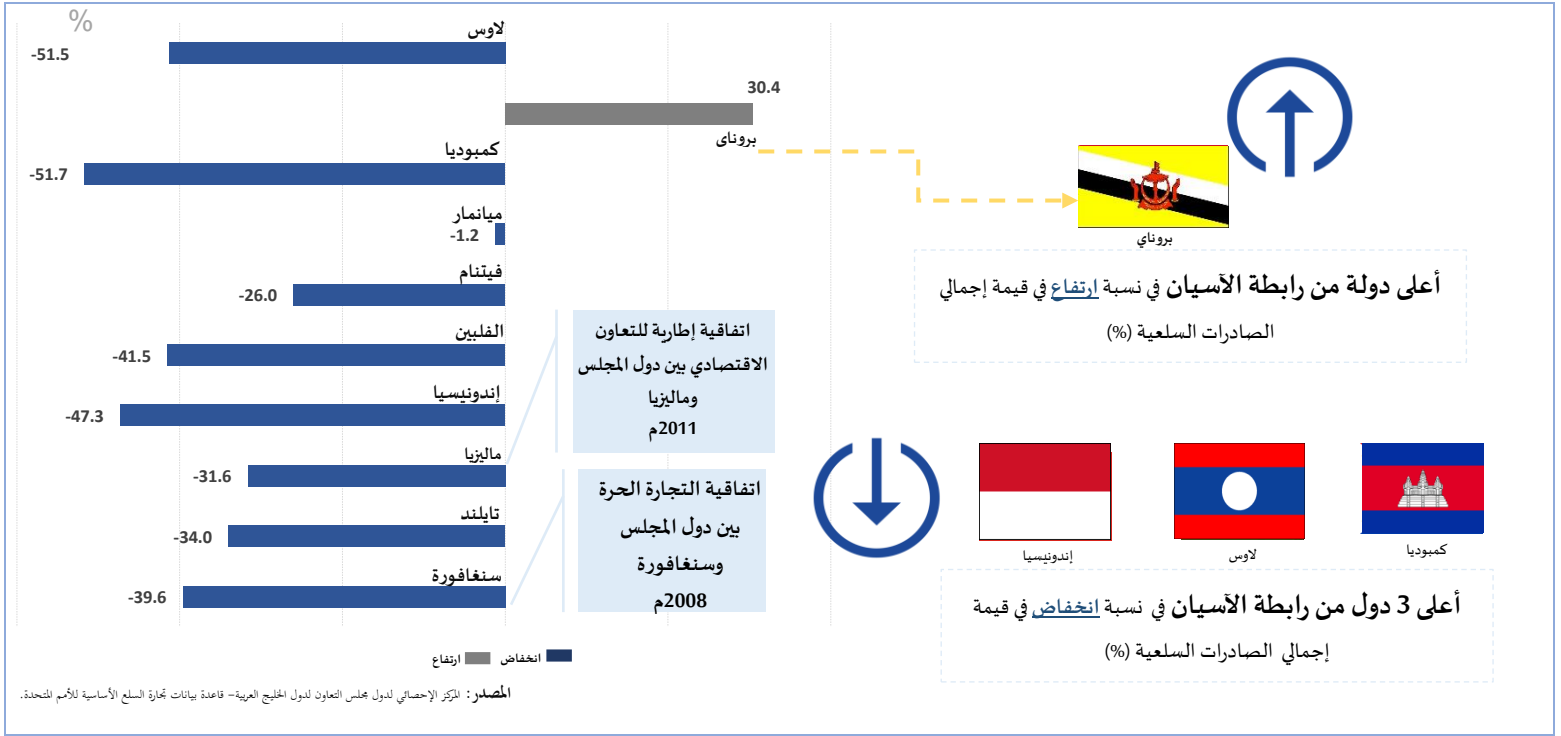 %
لاوس
-51.5
30.4
بروناى
كمبوديا
-51.7
ميانمار
-1.2
فيتنام
-26.0
الفلبين
-41.5
إندونيسيا
-47.3
ماليزيا
-31.6
تايلند
-34.0
سنغافورة
-39.6
اتفاقية إطارية للتعاون
الاقتصادي بين دول المجلس
وماليزيا
2011م
اتفاقية التجارة الحرة
بين دول المجلس
وسنغافورة
2008م
بروناي
أعلى دولة من رابطة الآسيان في نسبة ارتفاع في قيمة إجمالي
الصادرات السلعية (%)
كمبوديا
لاوس
إندونيسيا
أعلى 3 دول من رابطة الآسيان في نسبة انخفاض في قيمة
إجمالي الصادرات السلعية (%)
انخفاض
ارتفاع
المصدر: المركز الإحصائي لدول مجلس التعاون لدول الخليج العربية– قاعدة بيانات تجارة السلع الأساسية للأمم المتحدة.